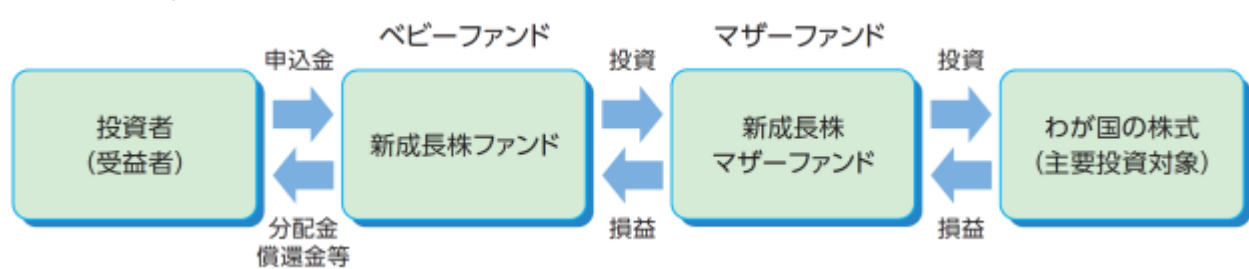 ベビーファンド
マザーファンド
申込金
投資
投資
投資者
(受益者)
新成長株ファンド
新成長株
マザーファンド
わが国の株式
(主要投資対象)
分配金
償還金等
損益
損益